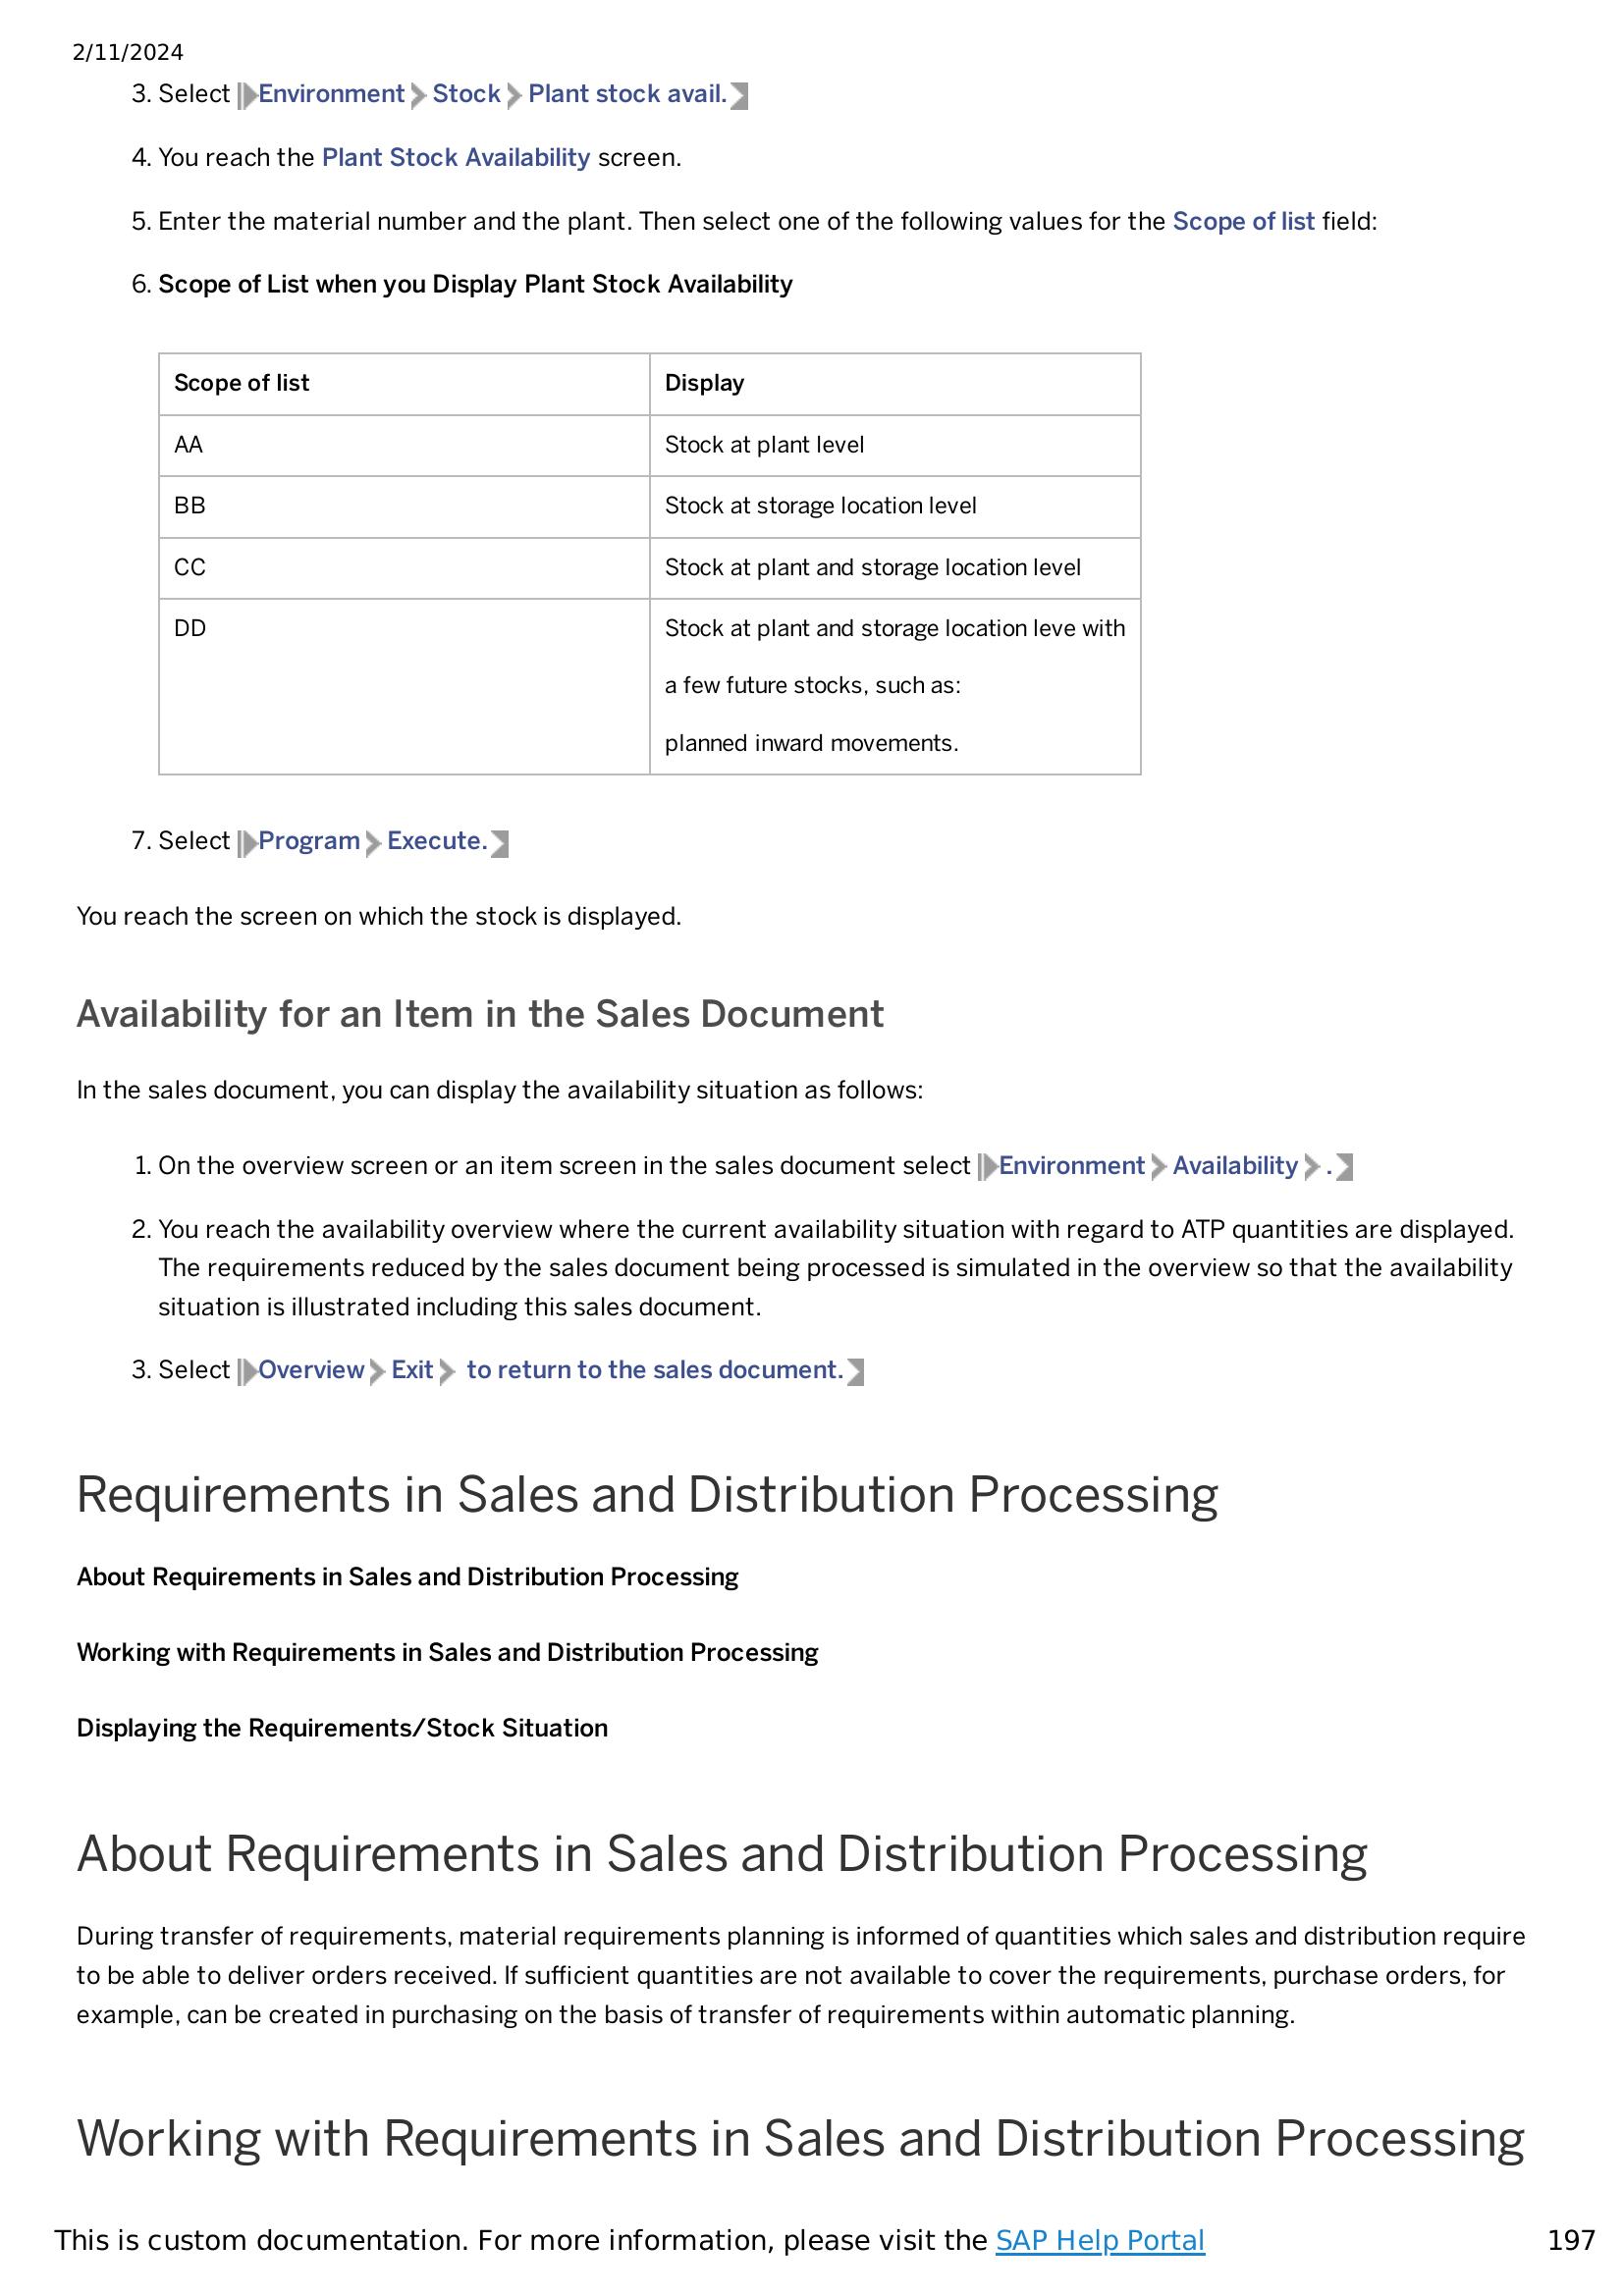 2/11/2024
3. Select Environment Stock Plant stock avail.
4. You reach the Plant Stock Availability screen.
5. Enter the material number and the plant. Then select one of the following values for the Scope of list field:
6. Scope of List when you Display Plant Stock Availability
Scope of list Display
AA Stock at plant level
BB Stock at storage location level
CC Stock at plant and storage location level
DD Stock at plant and storage location leve with
a few future stocks, such as:
planned inward movements.
7. Select Program Execute.
You reach the screen on which the stock is displayed.
Availability for an Item in the Sales Document
In the sales document, you can display the availability situation as follows:
1. On the overview screen or an item screen in the sales document select Environment Availability .
2. You reach the availability overview where the current availability situation with regard to ATP quantities are displayed.
The requirements reduced by the sales document being processed is simulated in the overview so that the availability
situation is illustrated including this sales document.
3. Select Overview Exit to return to the sales document.
Requirements in Sales and Distribution Processing
About Requirements in Sales and Distribution Processing
Working with Requirements in Sales and Distribution Processing
Displaying the Requirements/Stock Situation
About Requirements in Sales and Distribution Processing
During transfer of requirements, material requirements planning is informed of quantities which sales and distribution require
to be able to deliver orders received. If sufficient quantities are not available to cover the requirements, purchase orders, for
example, can be created in purchasing on the basis of transfer of requirements within automatic planning.
Working with Requirements in Sales and Distribution Processing
This is custom documentation. For more information, please visit the SAP Help Portal 197